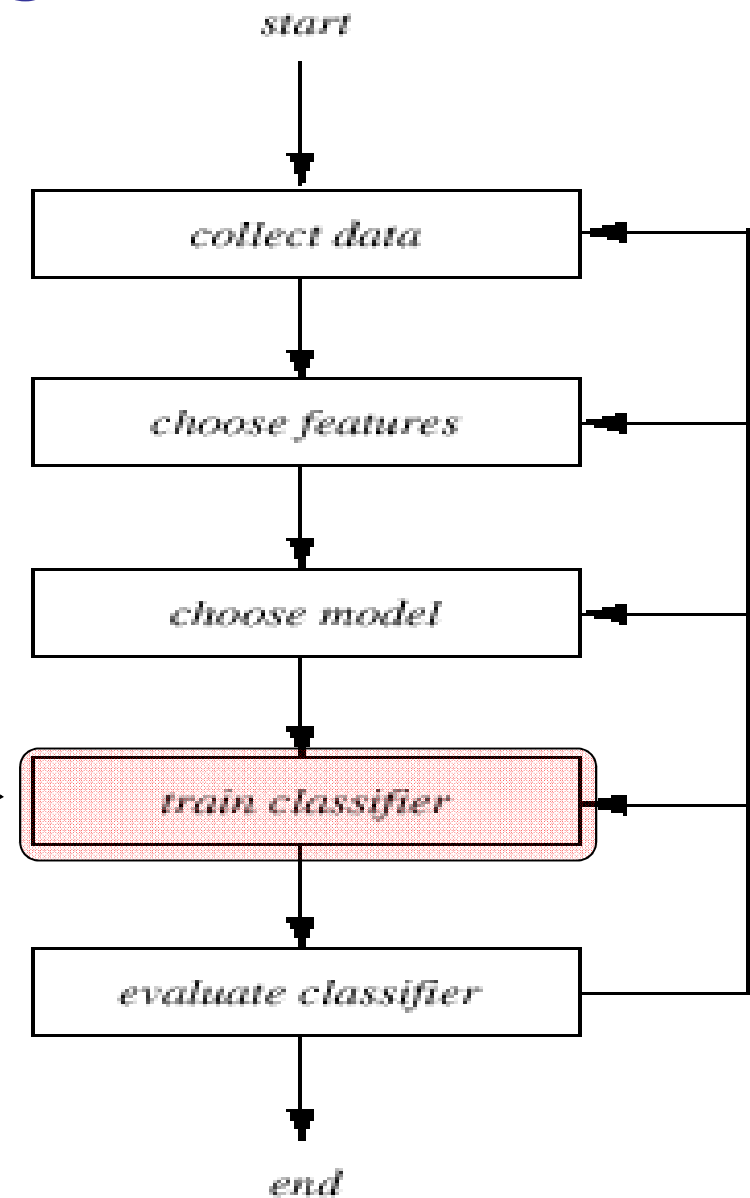 start
collect data
choose features
choose model
train classifier
evaluate classifier
end